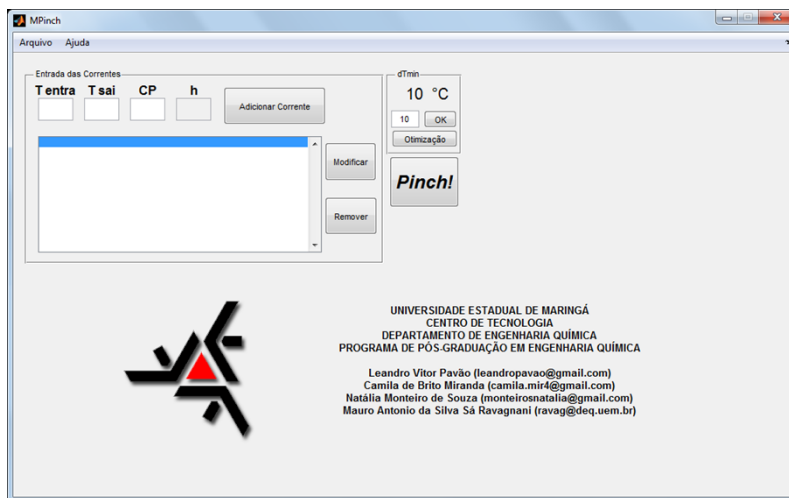 MPinch
Arquivo Ajuda
Entrada das Correntes
T entra T sai CP h
Adicionar Corrente
Modificar
Remover
dTmin
10 °C
10 OK
Otimização
Pinch!
UNIVERSIDADE ESTADUAL DE MARINGÁ
CENTRO DE TECNOLOGIA
DEPARTAMENTO DE ENGENHARIA QUÍMICA
PROGRAMA DE PÓS-GRADUAÇÃO EM ENGENHARIA QUÍMICA
Leandro Vitor Pavão (leandropavao@gmail.com)
Camila de Brito Miranda (camila.mir4@gmail.com)
Natália Monteiro de Souza (monteirosnatalia@gmail.com)
Mauro Antonio da Silva Sá Ravagnani (ravag@deq.uem.br)